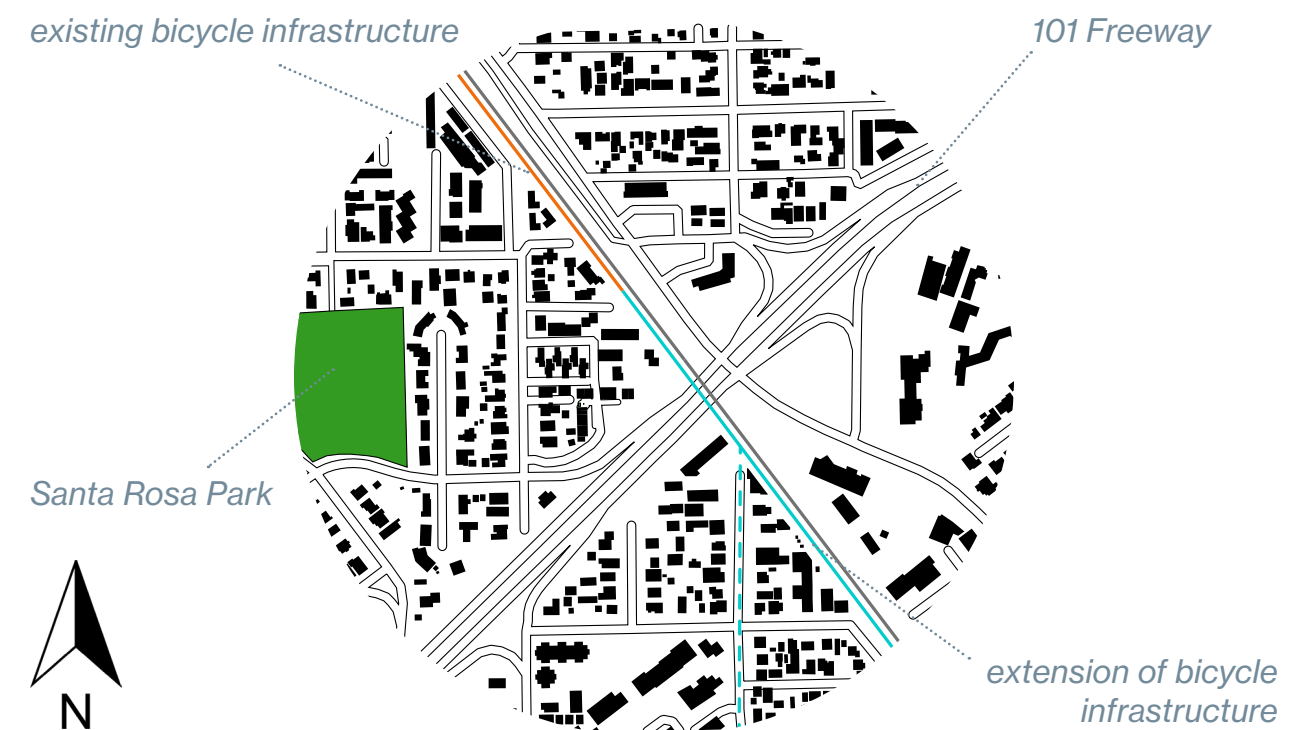 existing bicycle infrastructure
101 Freeway
Santa Rosa Park
N
extension of bicycle
infrastructure